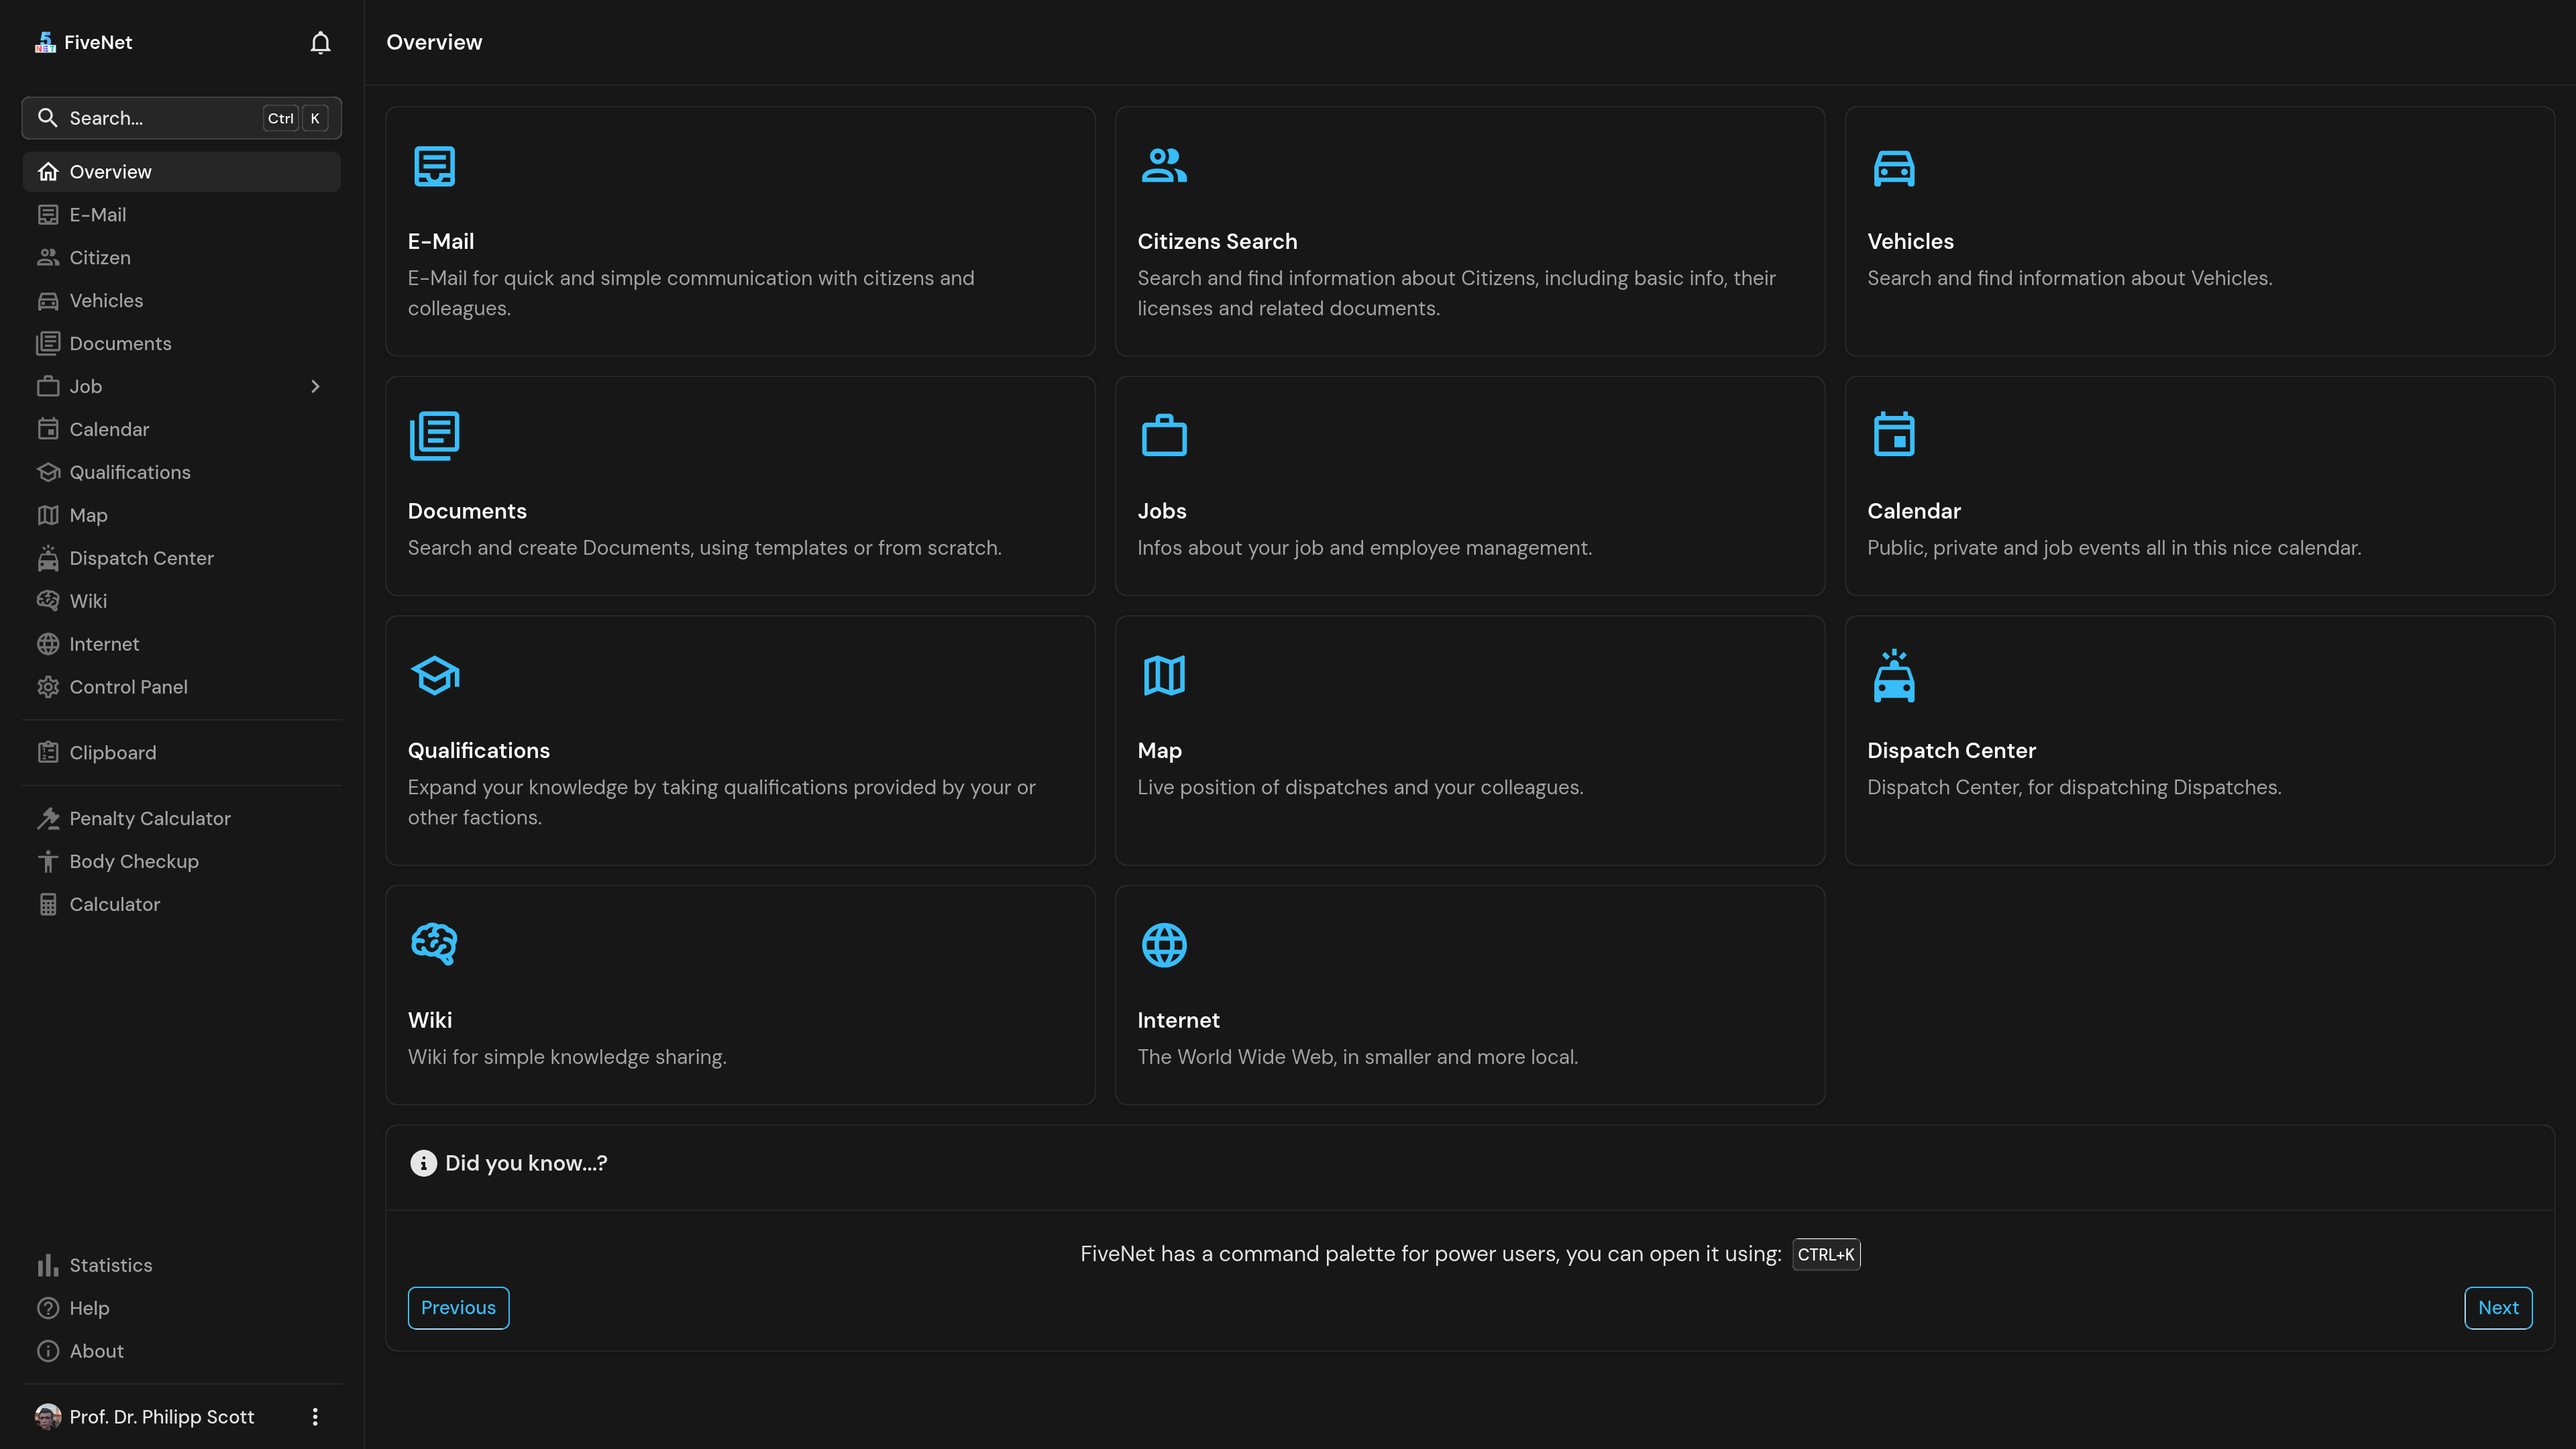 FiveNet
Search...
Ctrl K
Overview
E-Mail
Citizen
Vehicles
Documents
Job
Calendar
Qualifications
Map
Dispatch Center
Wiki
Internet
Control Panel
Clipboard
Penalty Calculator
Body Checkup
Calculator
Statistics
Help
About
Prof. Dr. Philipp Scott
Overview
E-Mail
E-Mail for quick and simple communication with citizens and
colleagues.
Citizens Search
Search and find information about Citizens, including basic info, their
licenses and related documents.
Vehicles
Search and find information about Vehicles.
Documents
Search and create Documents, using templates or from scratch.
Jobs
Infos about your job and employee management.
Calendar
Public, private and job events all in this nice calendar.
Qualifications
Expand your knowledge by taking qualifications provided by your or
other factions.
Map
Live position of dispatches and your colleagues.
Dispatch Center
Dispatch Center, for dispatching Dispatches.
Wiki
Wiki for simple knowledge sharing.
Internet
The World Wide Web, in smaller and more local.
Did you know...?
FiveNet has a command palette for power users, you can open it using: CTRL+K
Previous
Next